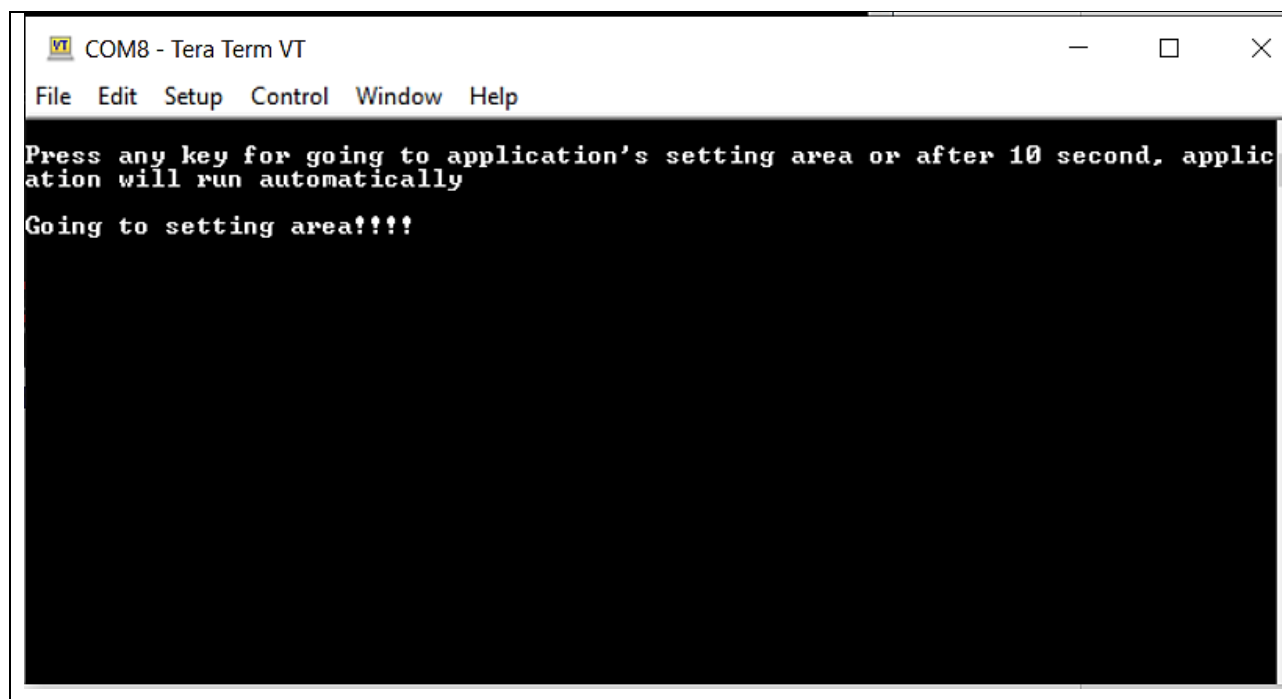 COM8 - Tera Term VT
File Edit Setup Control Window Help
Press any key for going to application's setting area or after 10 second, applic
ation will run automatically
Going to setting area!!!!